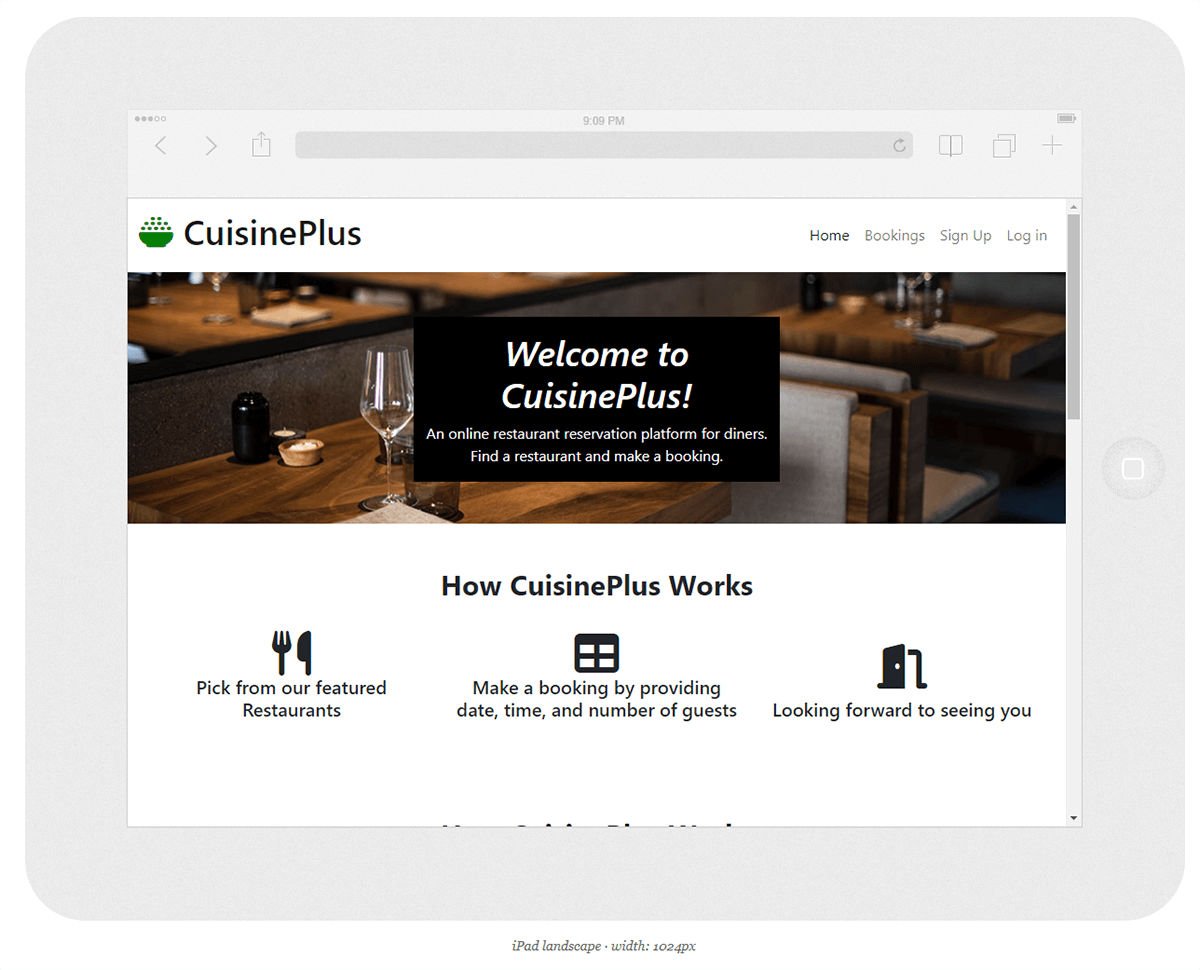 9:09 PM
CuisinePlus
Home Bookings Sign Up Log in
Welcome to
CuisinePlus!
An online restaurant reservation platform for diners.
Find a restaurant and make a booking.
How CuisinePlus Works
Pick from our featured
Restaurants
Make a booking by providing
date, time, and number of guests
Looking forward to seeing you
iPad landscape · width: 1024px